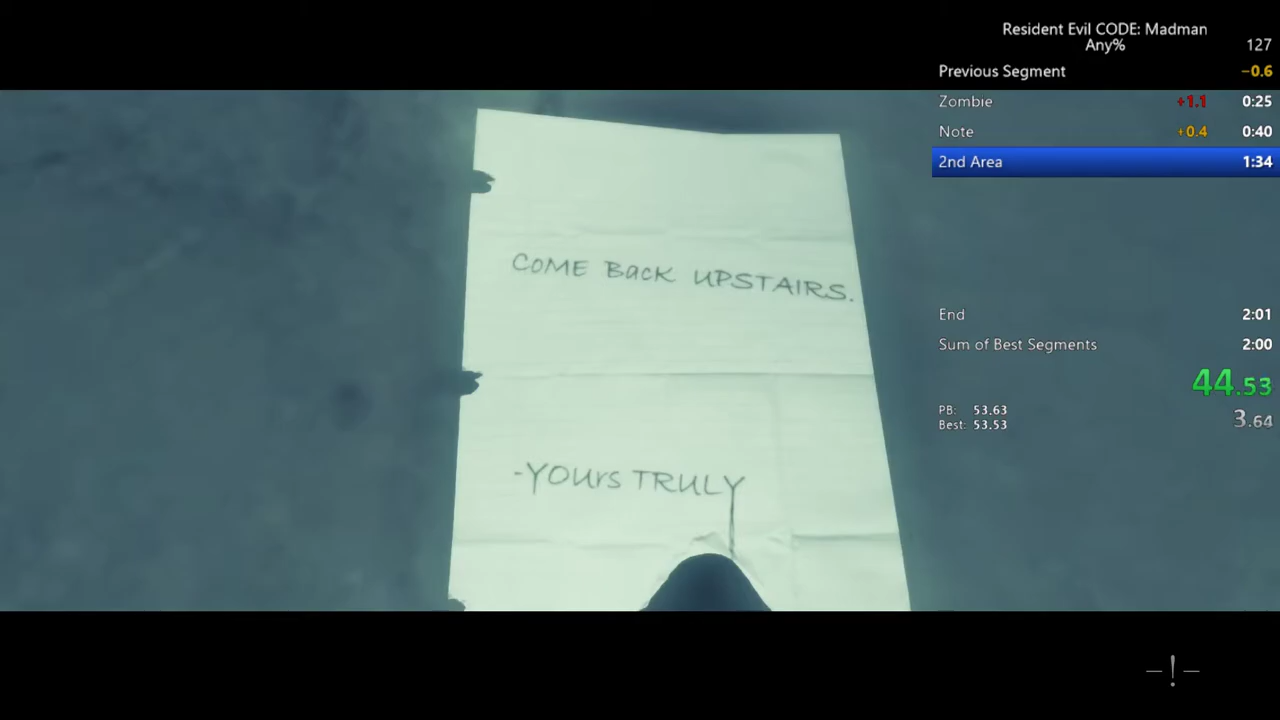 Resident Evil CODE: Madman
Any% 127
Previous Segment −0.6
Zombie +1.1 0:25
Note +0.4 0:40
2nd Area 1:34
COME BacK UPSTAIRS.
-YOUrs TRULY
End 2:01
Sum of Best Segments 2:00
44.53
PB: 53.63 3.64
Best: 53.53
—!—